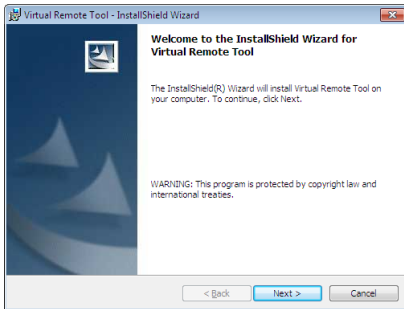 Virtual Remote Tool - InstallShield Wizard
Welcome to the InstallShield Wizard for
Virtual Remote Tool
The InstallShield(R) Wizard will install Virtual Remote Tool on
your computer. To continue, click Next.
WARNING: This program is protected by copyright law and
international treaties.
< Back Next > Cancel